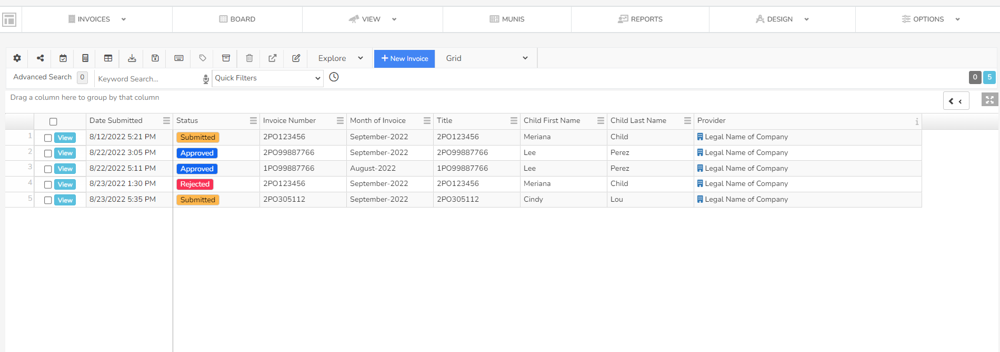 INVOICES BOARD VIEW MUNIS REPORTS DESIGN OPTIONS
Explore New Invoice Grid
Advanced Search 0 Keyword Search... Quick Filters 0 5
Drag a column here to group by that column
Date Submitted Status Invoice Number Month of Invoice Title Child First Name Child Last Name Provider
1 View 8/12/2022 5:21 PM Submitted 2PO123456 September-2022 2PO123456 Meriana Child Legal Name of Company
2 View 8/22/2022 3:05 PM Approved 2PO99887766 September-2022 2PO99887766 Lee Perez Legal Name of Company
3 View 8/22/2022 5:11 PM Approved 1PO99887766 August-2022 1PO99887766 Lee Perez Legal Name of Company
4 View 8/23/2022 1:30 PM Rejected 2PO123456 September-2022 2PO123456 Meriana Child Legal Name of Company
5 View 8/23/2022 5:35 PM Submitted 2PO305112 September-2022 2PO305112 Cindy Lou Legal Name of Company